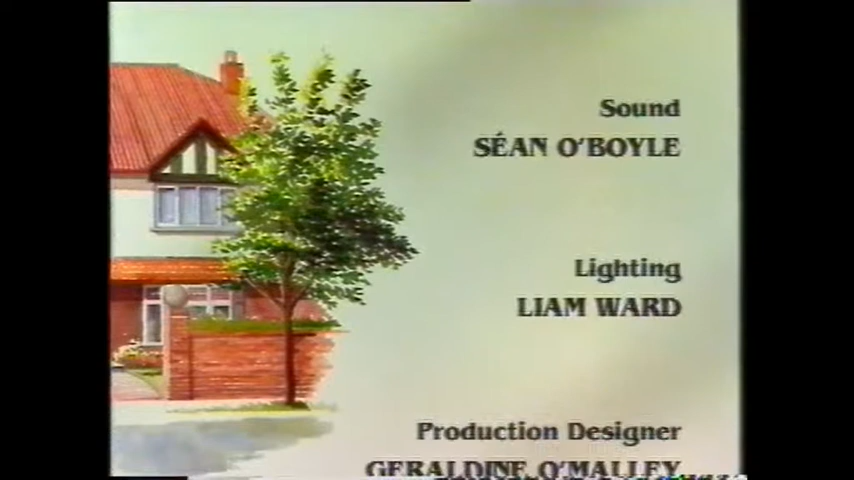 Sound
SÉAN O'BOYLE
Lighting
LIAM WARD
Production Designer
GERALDINE O'MALLEY